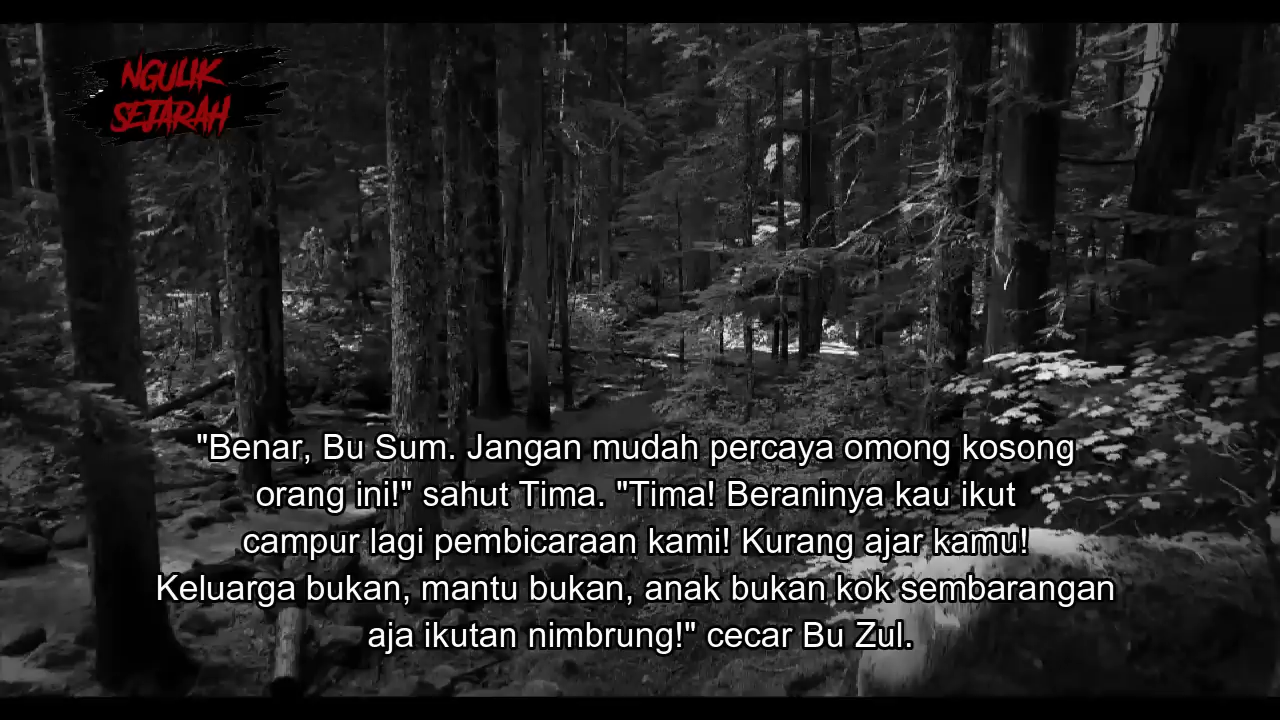 NGULIK
SEJARAH
"Benar, Bu Sum. Jangan mudah percaya omong kosong
orang ini!" sahut Tima. "Tima! Beraninya kau ikut
campur lagi pembicaraan kami! Kurang ajar kamu!
Keluarga bukan, mantu bukan, anak bukan kok sembarangan
aja ikutan nimbrung!" cecar Bu Zul.